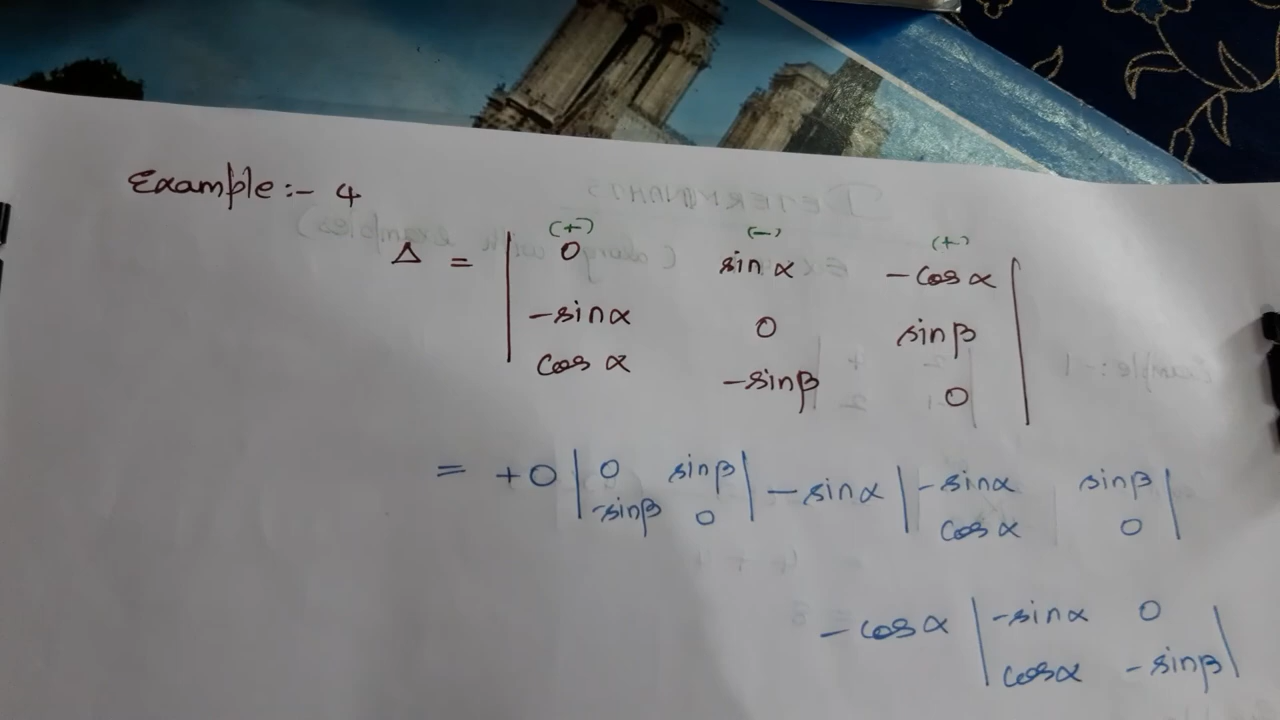 Example:- 4
(+) (-) (+)
Δ = | 0 sin α -cos α |
-sin α 0 sin β
cos α -sin β 0
= +0 | 0 sin β | - sin α | -sin α sin β |
-sin β 0 cos α 0
- cos α | -sin α 0 |
cos α -sin β